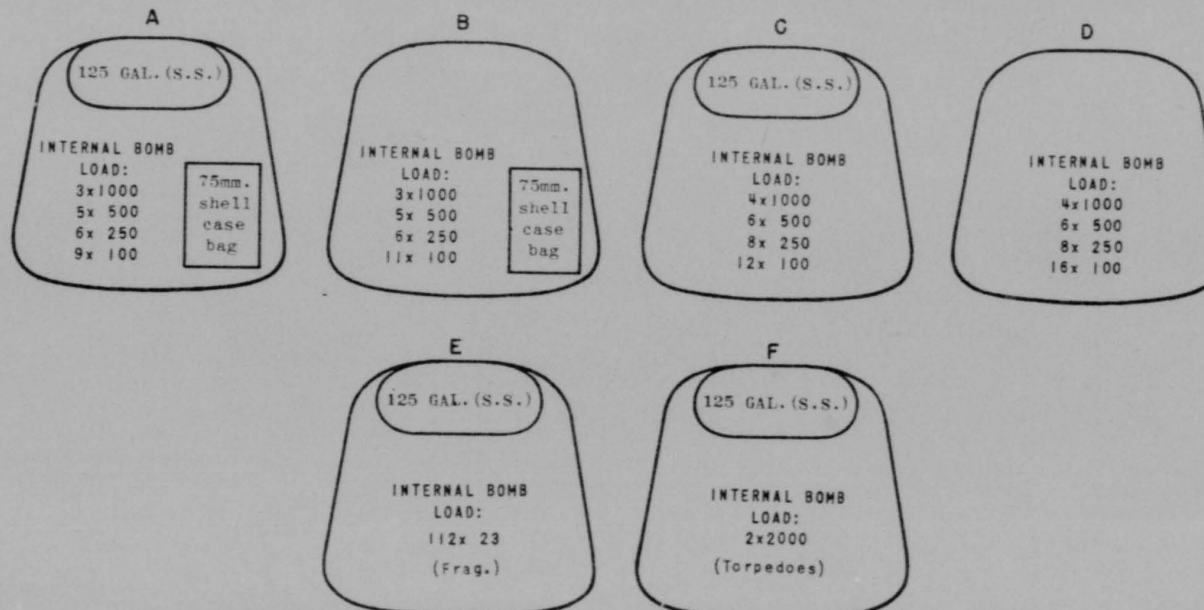 A
125 GAL. (S.S.)
INTERNAL BOMB
LOAD:
3x1000
5x 500
6x 250
9x 100
75mm.
shell
case
bag
B
INTERNAL BOMB
LOAD:
3x1000
5x 500
6x 250
11x 100
75mm.
shell
case
bag
C
125 GAL. (S.S.)
INTERNAL BOMB
LOAD:
4x1000
6x 500
8x 250
12x 100
D
INTERNAL BOMB
LOAD:
4x1000
6x 500
8x 250
16x 100
E
125 GAL. (S.S.)
INTERNAL BOMB
LOAD:
112x 23
(Frag.)
F
125 GAL. (S.S.)
INTERNAL BOMB
LOAD:
2x2000
(Torpedoes)